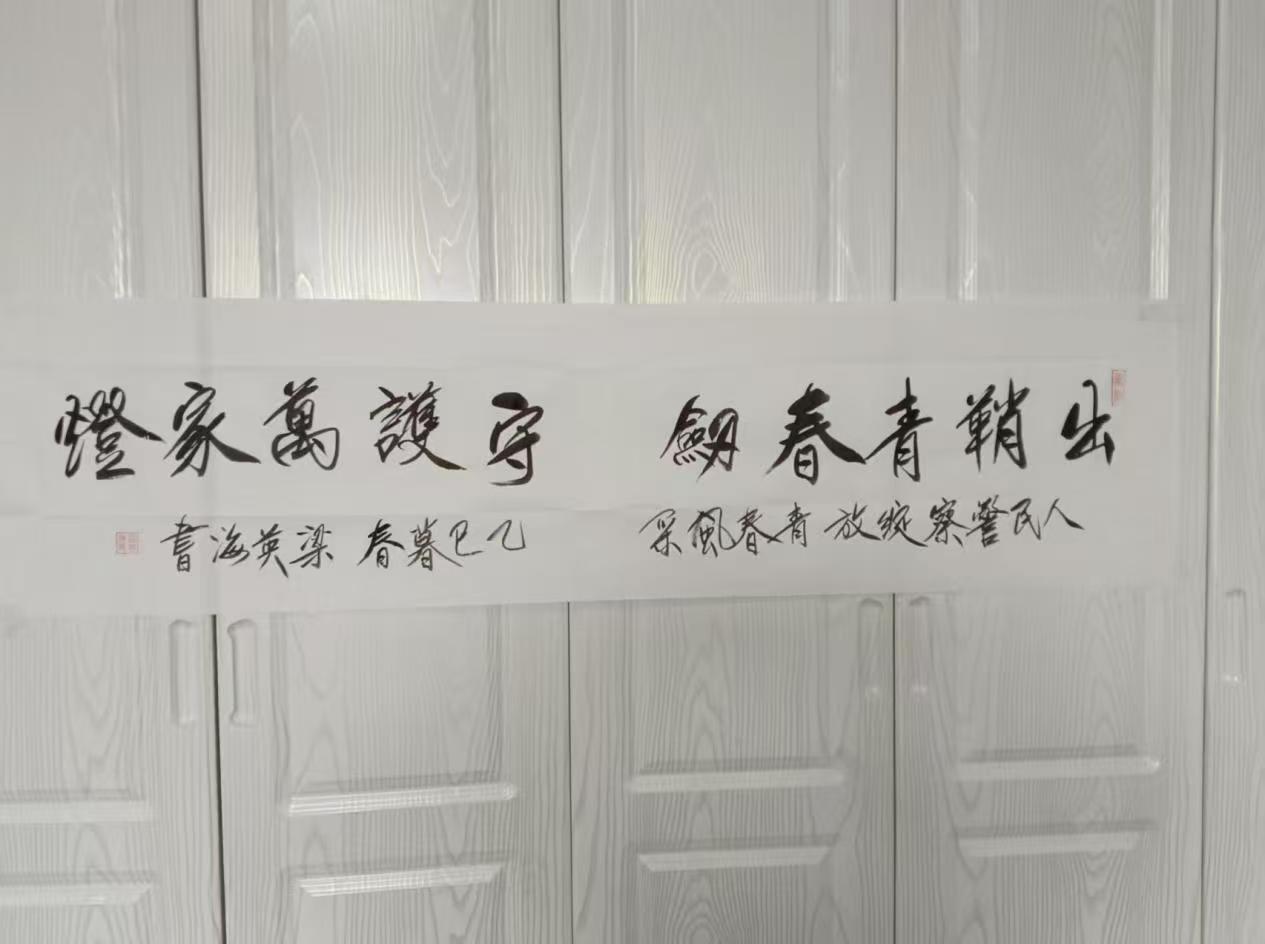 出鞘青春劍 守護萬家燈
人民警察綻放青春風采 乙巳暮春 梁英海書